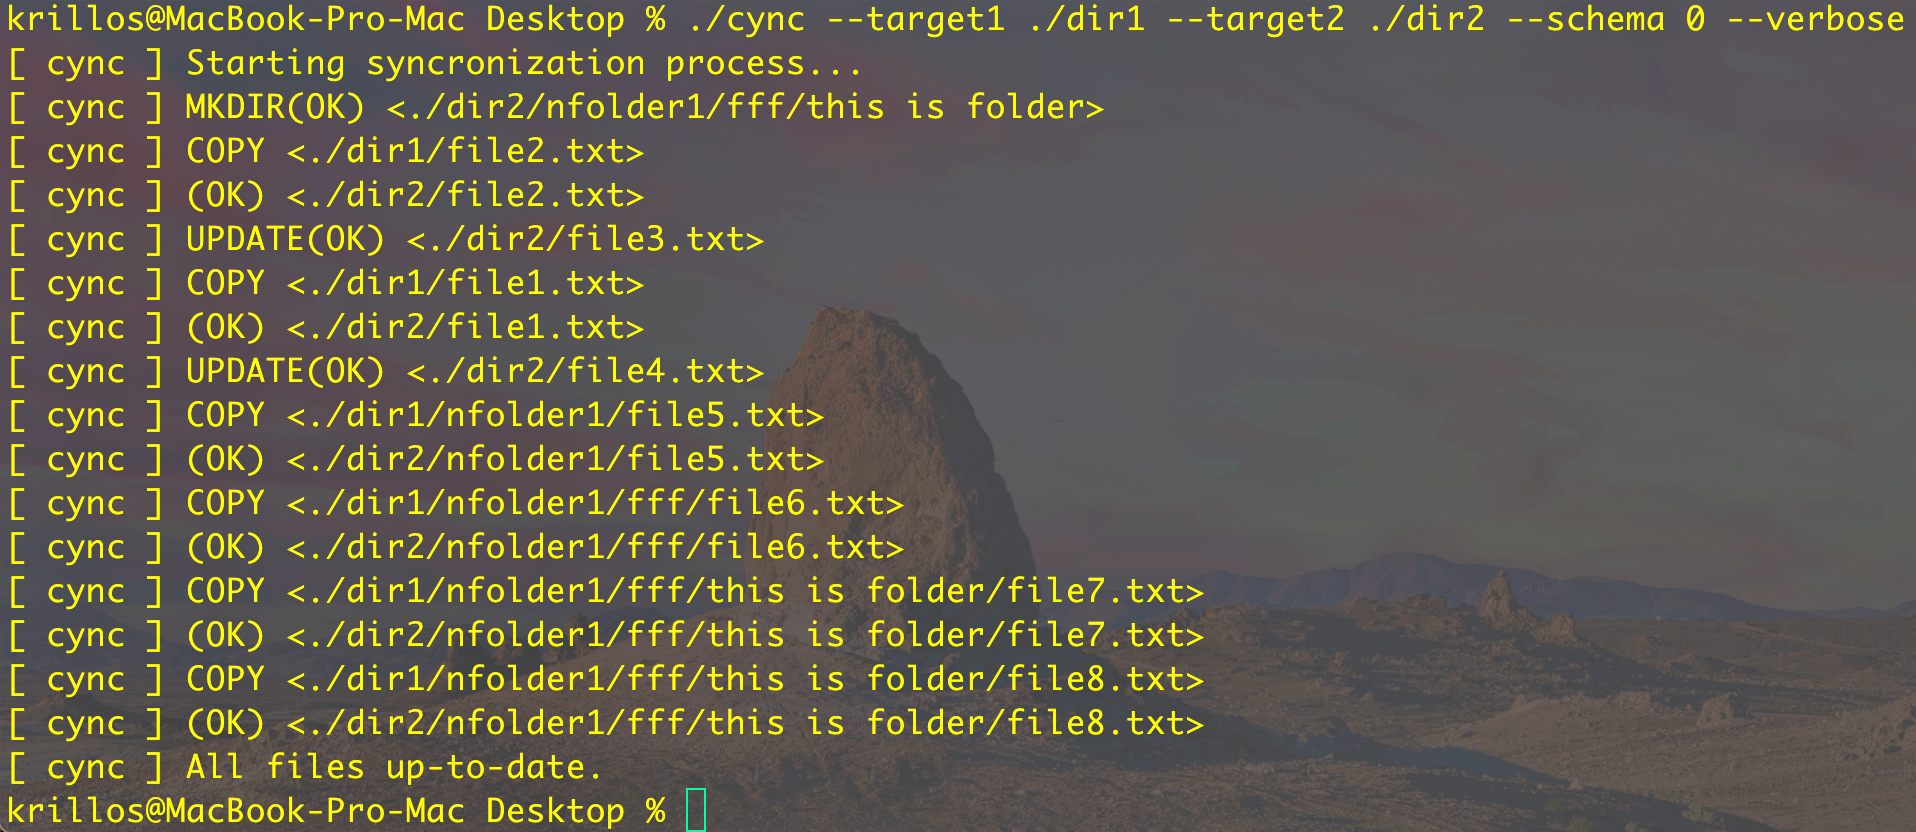 krillos@MacBook-Pro-Mac Desktop % ./cync --target1 ./dir1 --target2 ./dir2 --schema 0 --verbose
[ cync ] Starting syncronization process...
[ cync ] MKDIR(OK) <./dir2/nfolder1/fff/this is folder>
[ cync ] COPY <./dir1/file2.txt>
[ cync ] (OK) <./dir2/file2.txt>
[ cync ] UPDATE(OK) <./dir2/file3.txt>
[ cync ] COPY <./dir1/file1.txt>
[ cync ] (OK) <./dir2/file1.txt>
[ cync ] UPDATE(OK) <./dir2/file4.txt>
[ cync ] COPY <./dir1/nfolder1/file5.txt>
[ cync ] (OK) <./dir2/nfolder1/file5.txt>
[ cync ] COPY <./dir1/nfolder1/fff/file6.txt>
[ cync ] (OK) <./dir2/nfolder1/fff/file6.txt>
[ cync ] COPY <./dir1/nfolder1/fff/this is folder/file7.txt>
[ cync ] (OK) <./dir2/nfolder1/fff/this is folder/file7.txt>
[ cync ] COPY <./dir1/nfolder1/fff/this is folder/file8.txt>
[ cync ] (OK) <./dir2/nfolder1/fff/this is folder/file8.txt>
[ cync ] All files up-to-date.
krillos@MacBook-Pro-Mac Desktop %